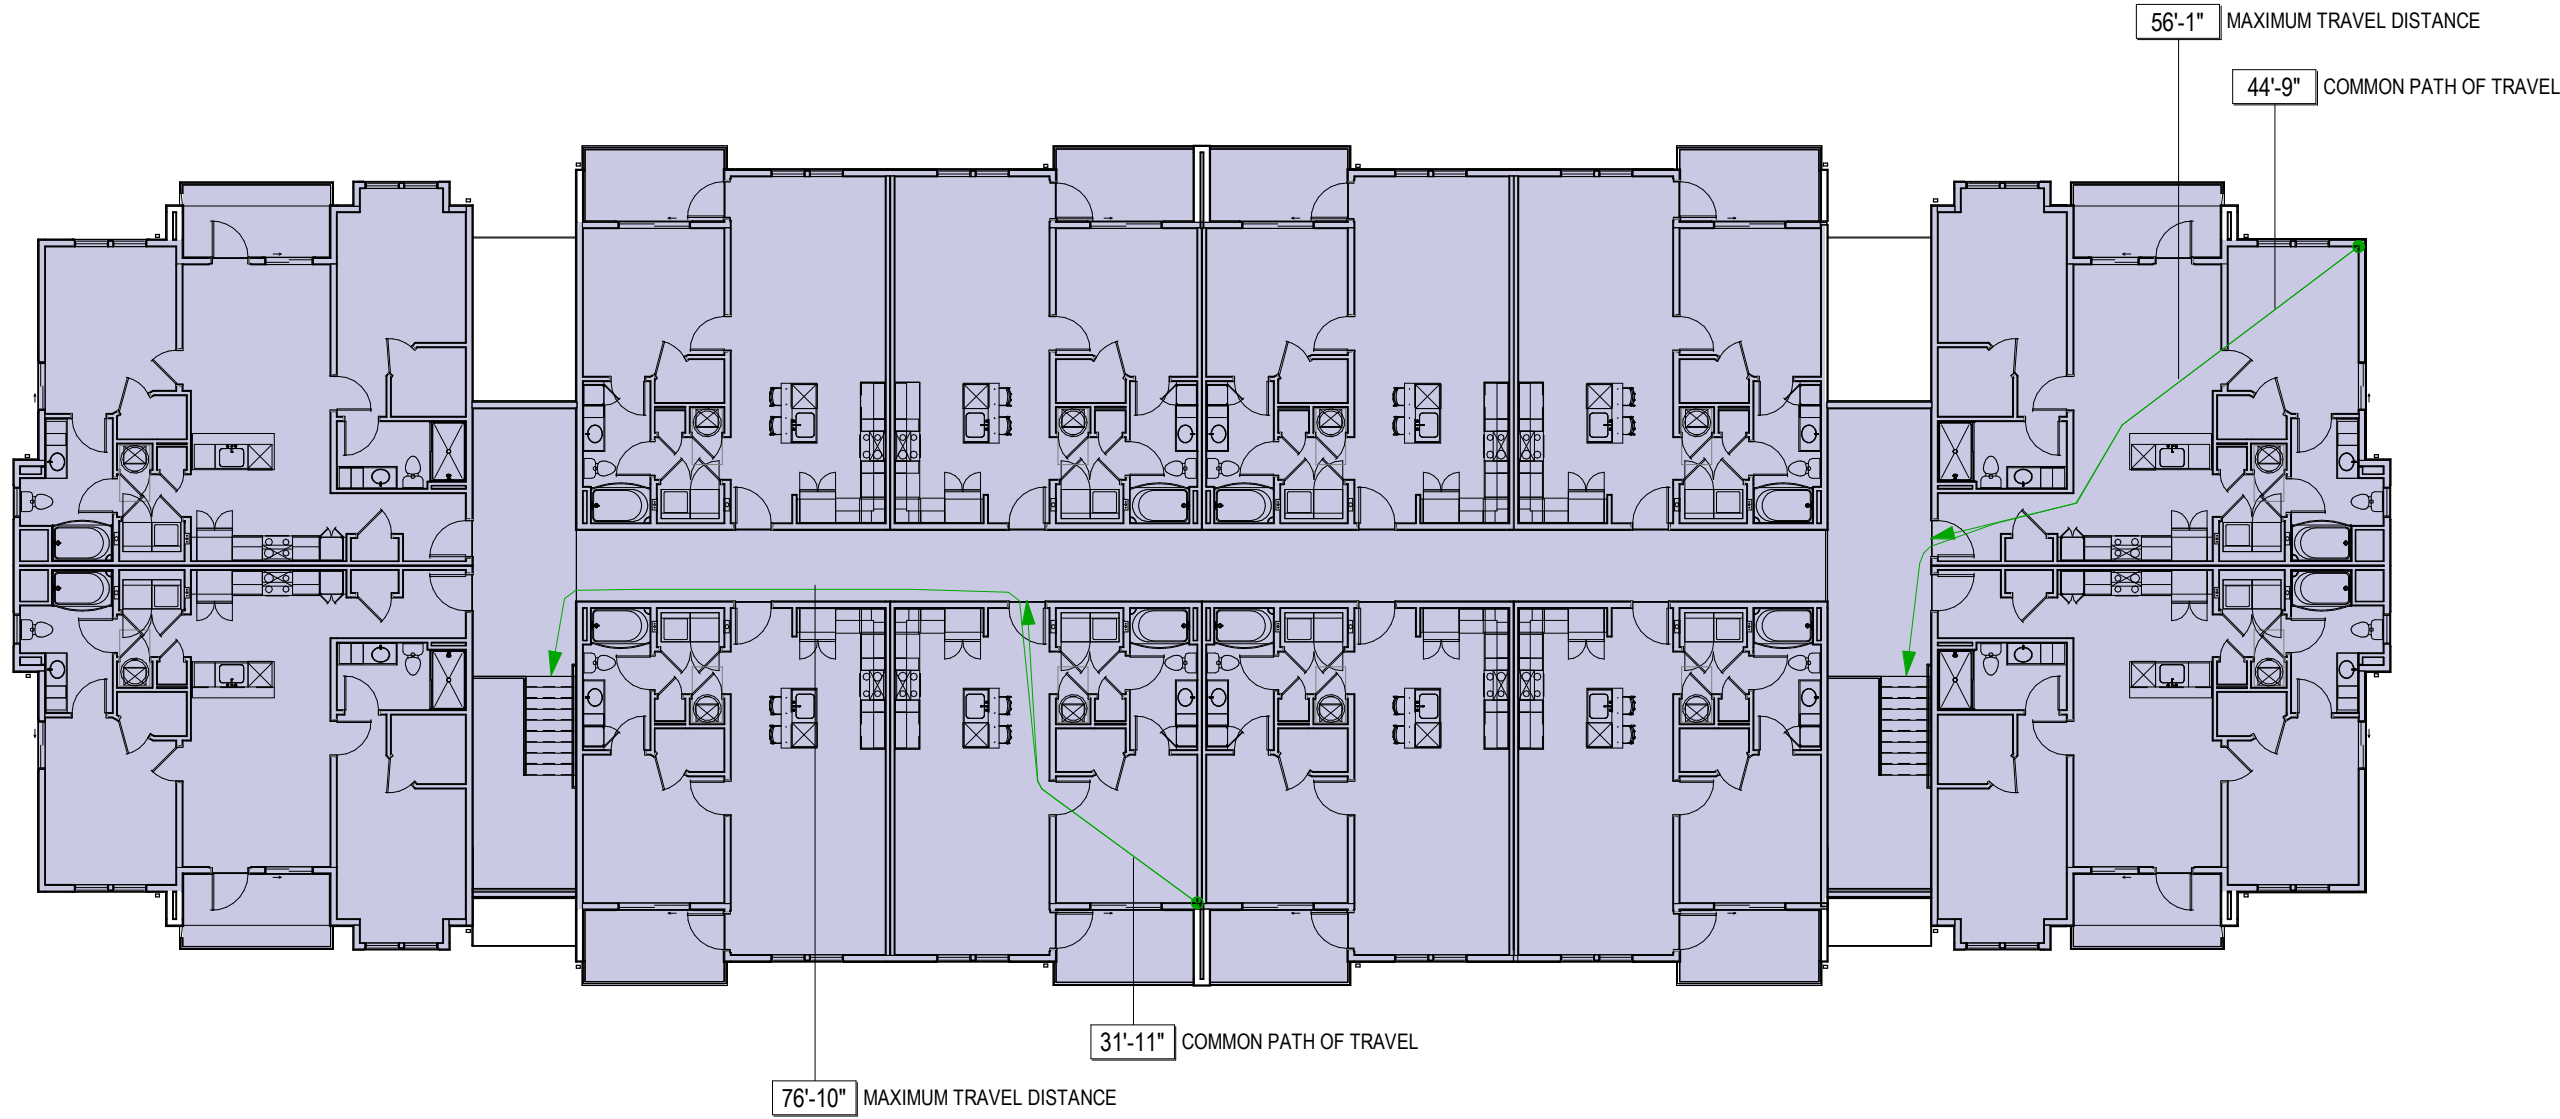 56'-1" MAXIMUM TRAVEL DISTANCE
44'-9" COMMON PATH OF TRAVEL
31'-11" COMMON PATH OF TRAVEL
76'-10" MAXIMUM TRAVEL DISTANCE